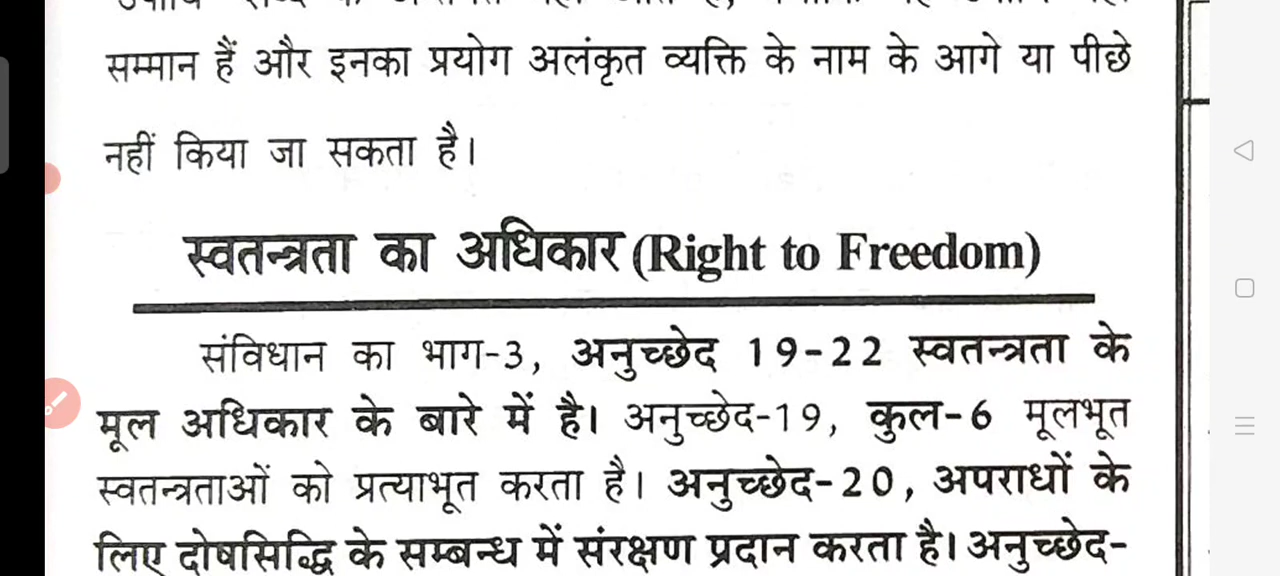 सम्मान हैं और इनका प्रयोग अलंकृत व्यक्ति के नाम के आगे या पीछे
नहीं किया जा सकता है।
स्वतन्त्रता का अधिकार (Right to Freedom)
संविधान का भाग-3, अनुच्छेद 19-22 स्वतन्त्रता के
मूल अधिकार के बारे में है। अनुच्छेद-19, कुल-6 मूलभूत
स्वतन्त्रताओं को प्रत्याभूत करता है। अनुच्छेद-20, अपराधों के
लिए दोषसिद्धि के सम्बन्ध में संरक्षण प्रदान करता है। अनुच्छेद-